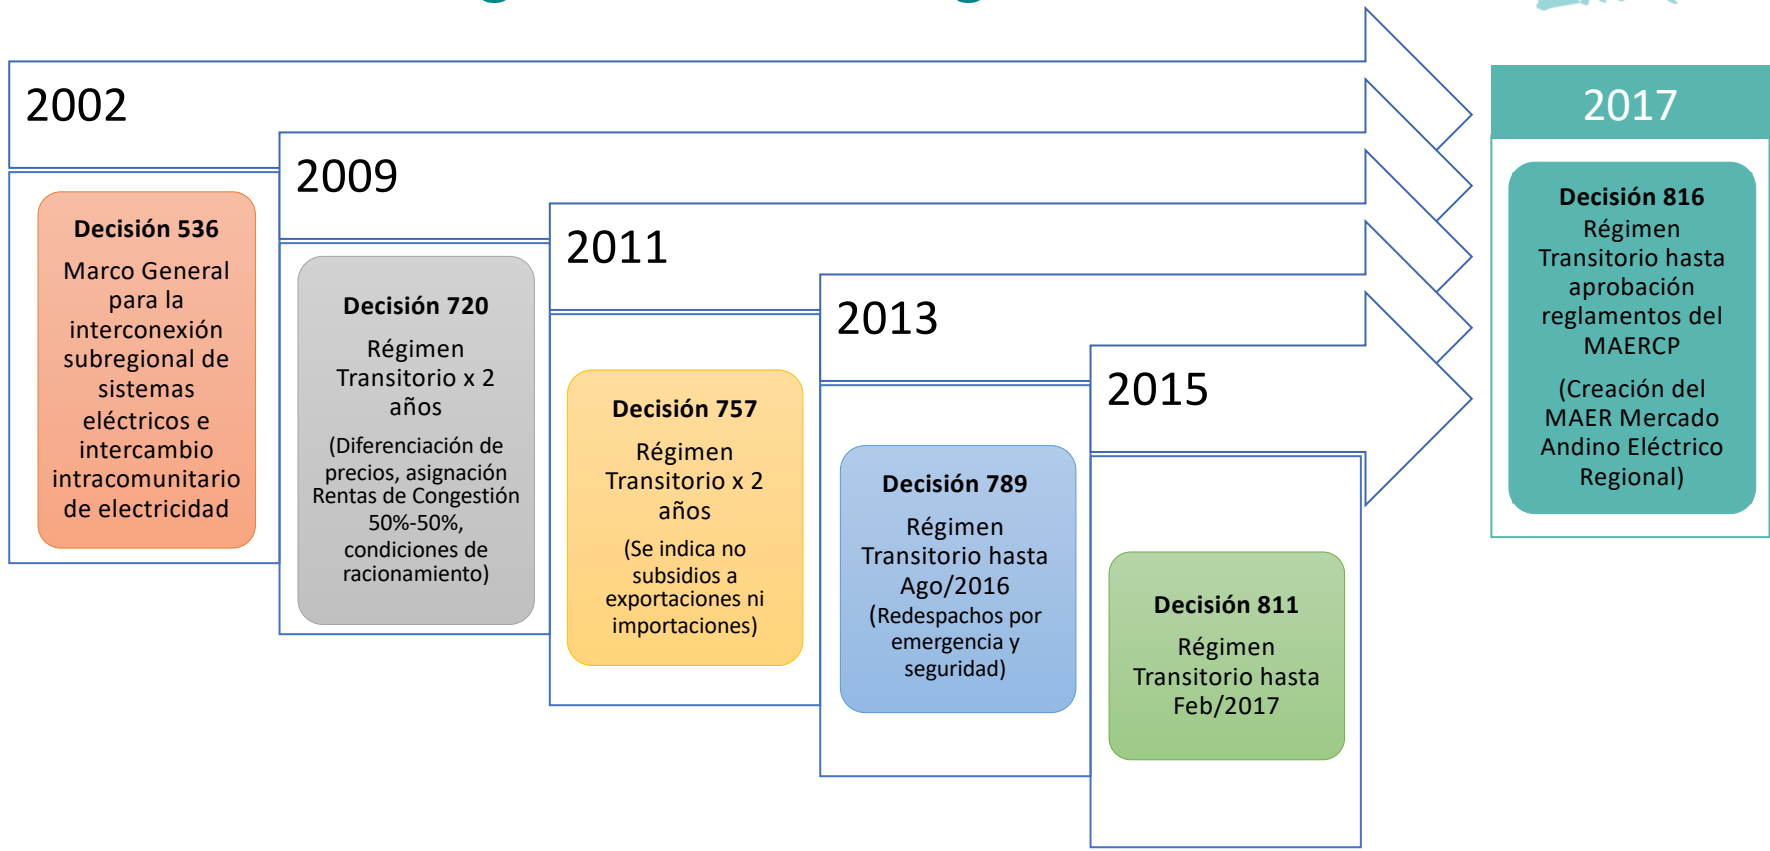 2002
Decisión 536
Marco General
para la
interconexión
subregional de
sistemas
eléctricos e
intercambio
intracomunitario
de electricidad
2009
Decisión 720
Régimen
Transitorio x 2
años
(Diferenciación de
precios, asignación
Rentas de Congestión
50%-50%,
condiciones de
racionamiento)
2011
Decisión 757
Régimen
Transitorio x 2
años
(Se indica no
subsidios a
exportaciones ni
importaciones)
2013
Decisión 789
Régimen
Transitorio hasta
Ago/2016
(Redespachos por
emergencia y
seguridad)
2015
Decisión 811
Régimen
Transitorio hasta
Feb/2017
2017
Decisión 816
Régimen
Transitorio hasta
aprobación
reglamentos del
MAERCP
(Creación del
MAER Mercado
Andino Eléctrico
Regional)